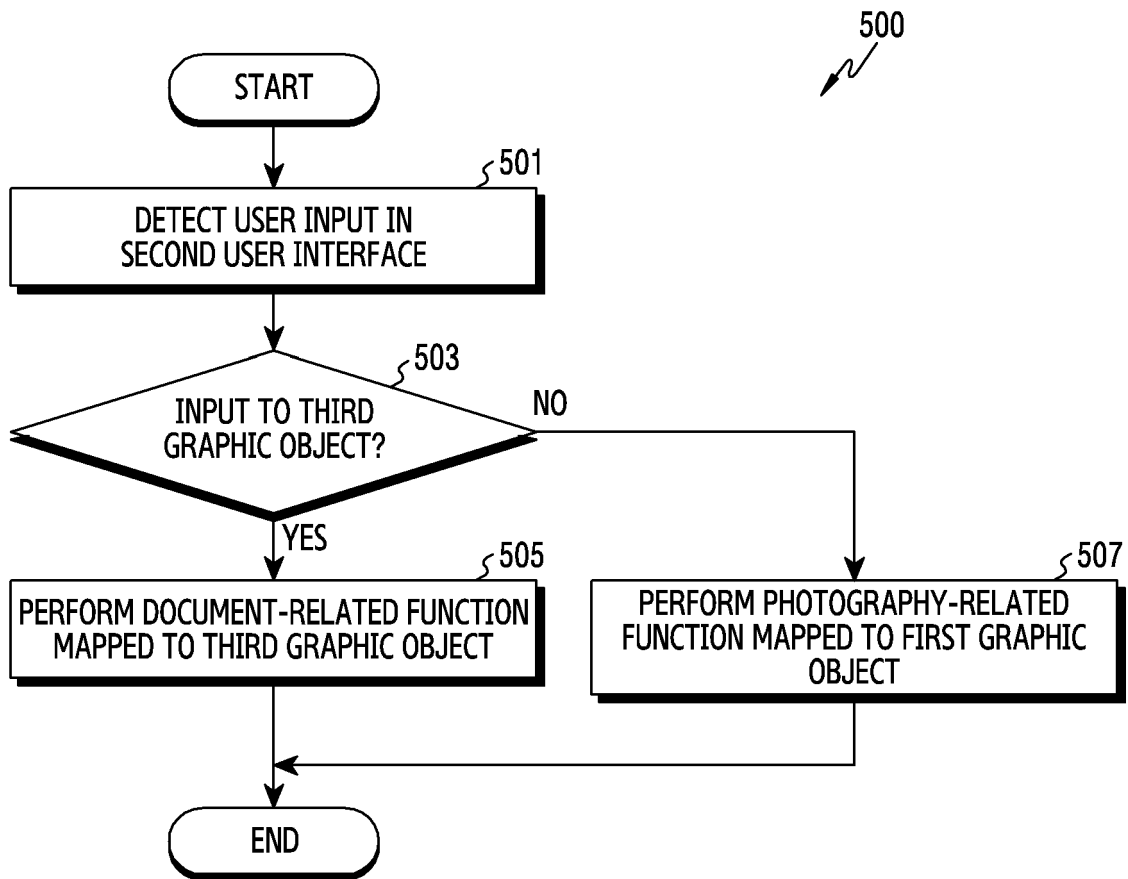 500
START
501
DETECT USER INPUT IN
SECOND USER INTERFACE
503
INPUT TO THIRD
GRAPHIC OBJECT?
NO
YES
505
PERFORM DOCUMENT-RELATED FUNCTION
MAPPED TO THIRD GRAPHIC OBJECT
507
PERFORM PHOTOGRAPHY-RELATED
FUNCTION MAPPED TO FIRST GRAPHIC
OBJECT
END